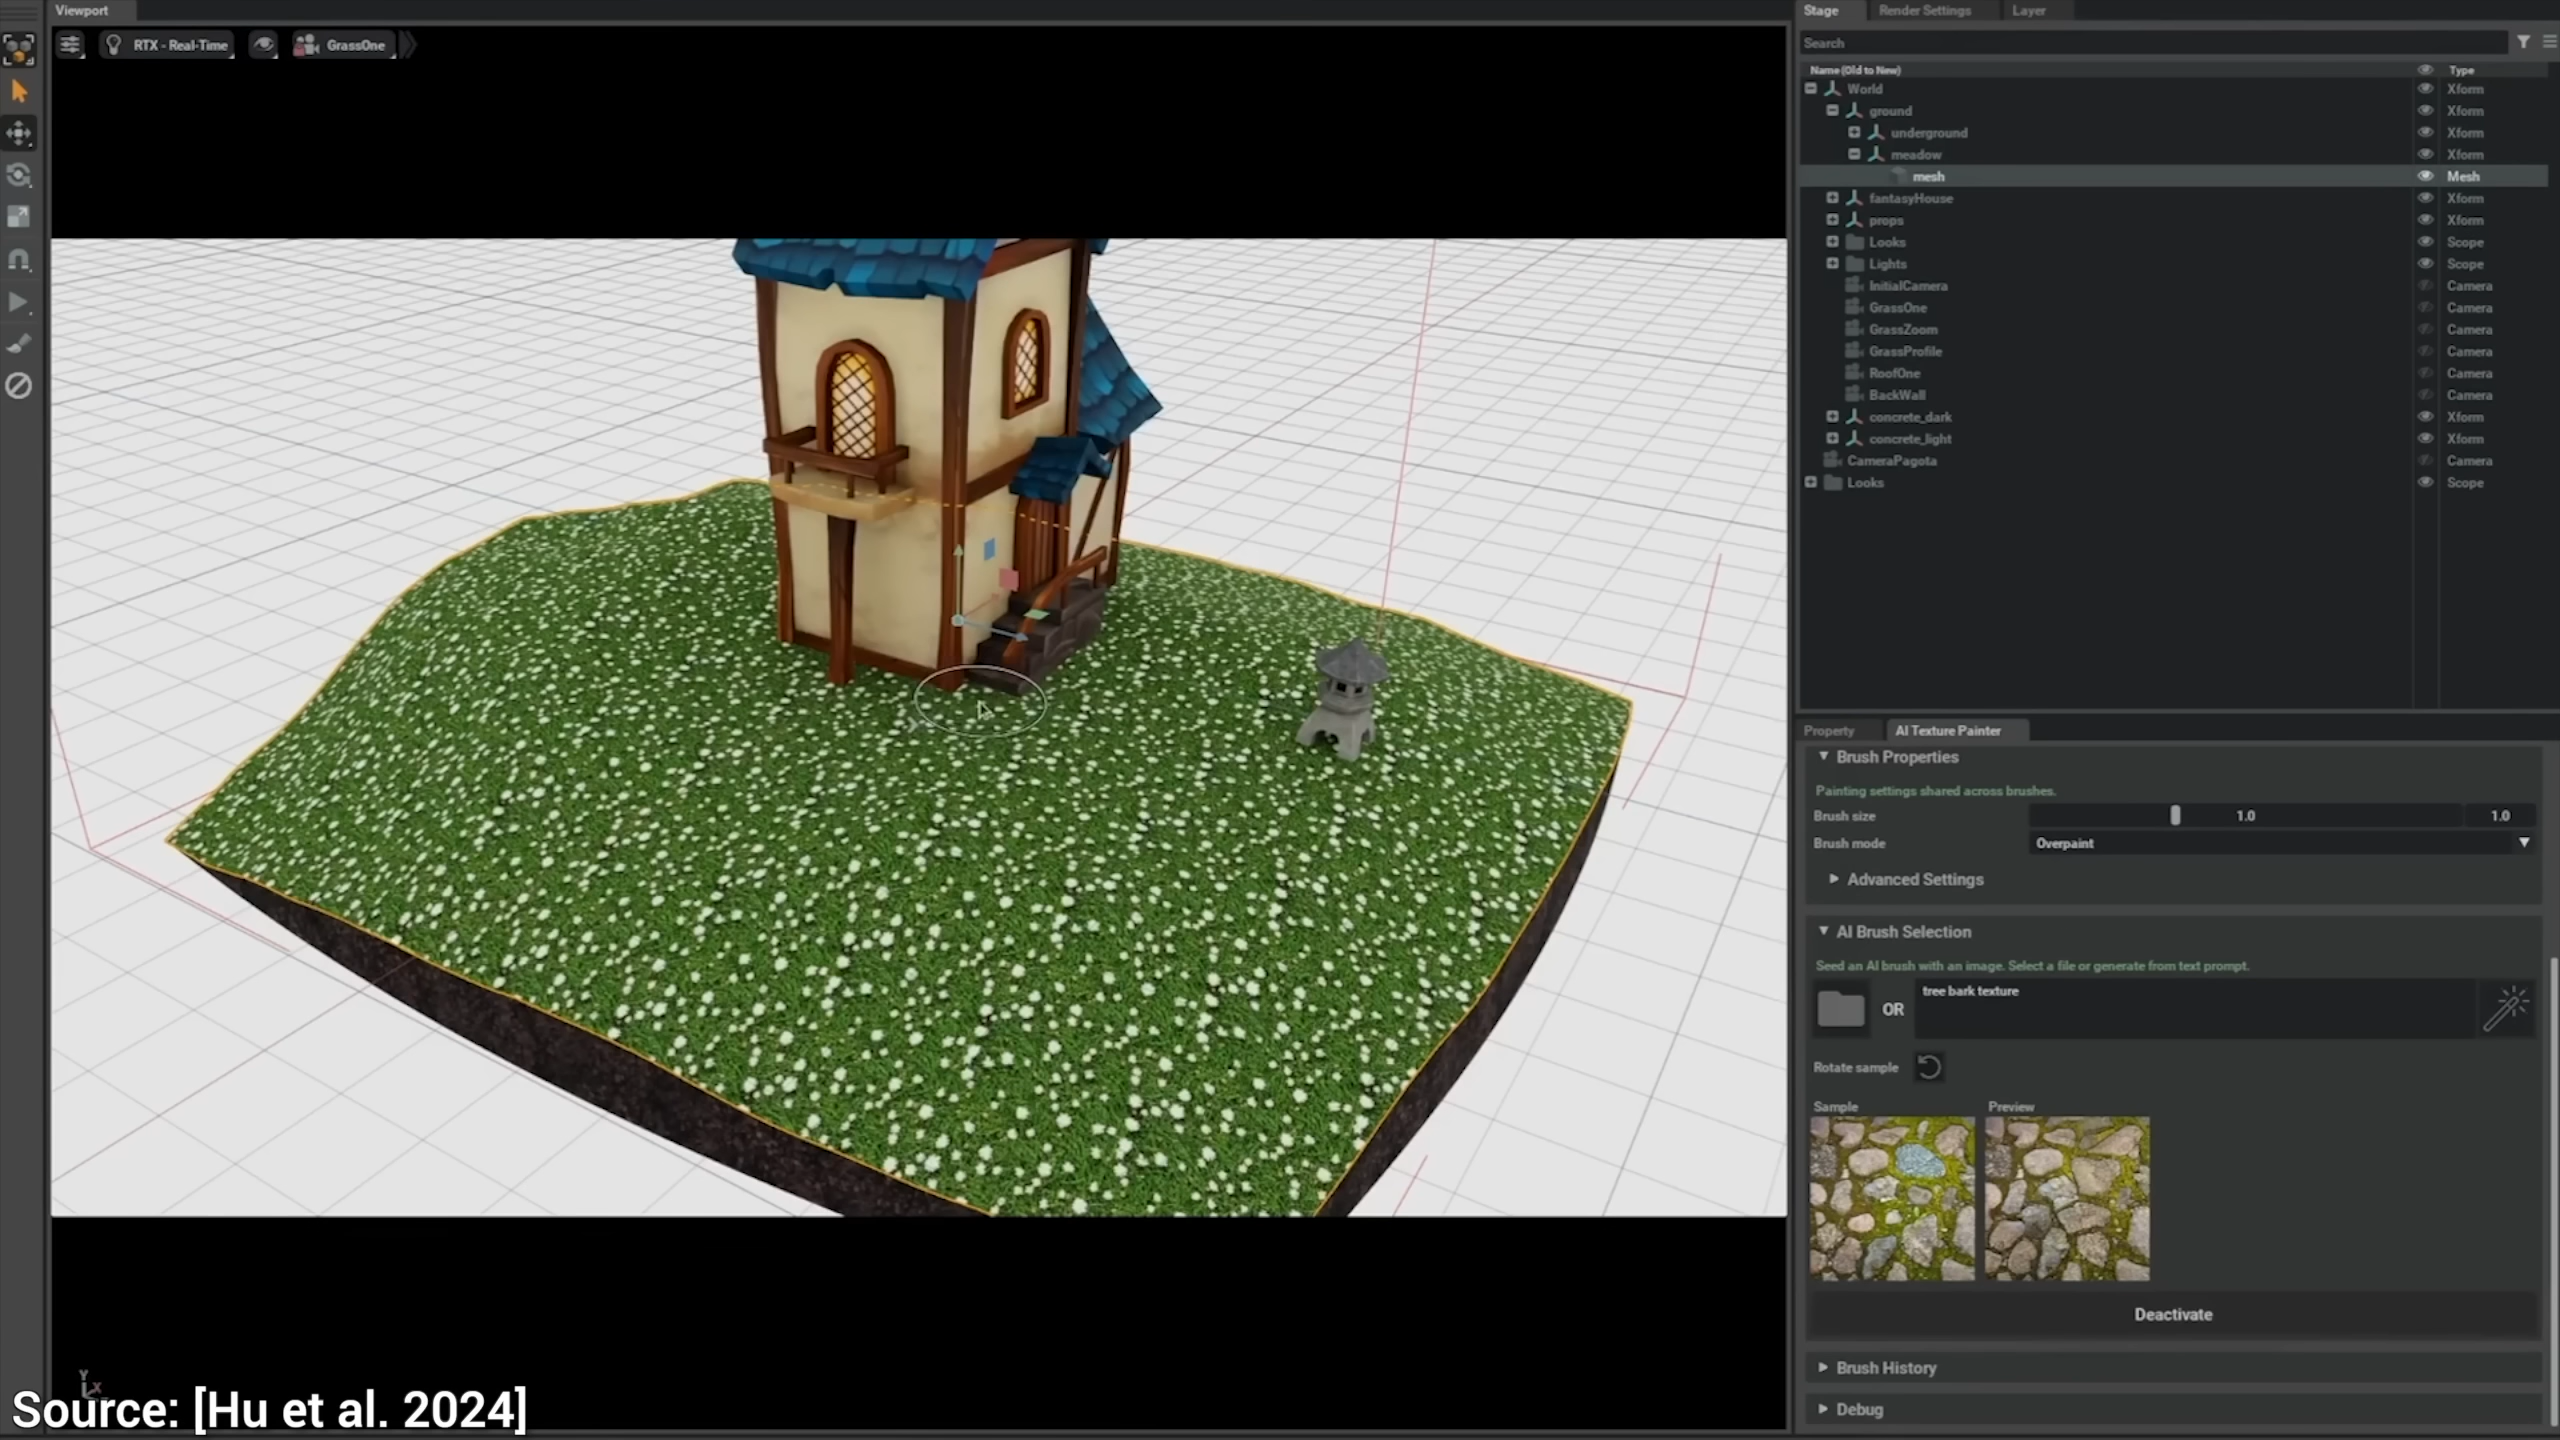 Viewport
RTX - Real-Time
GrassOne
Stage
Render Settings
Layer
Search
Name (Old to New)
Type
World
Xform
ground
Xform
underground
Xform
meadow
Xform
mesh
Mesh
fantasyHouse
Xform
props
Xform
Looks
Scope
Lights
Scope
InitialCamera
Camera
GrassOne
Camera
GrassZoom
Camera
GrassProfile
Camera
RoofOne
Camera
BackWall
Camera
concrete_dark
Xform
concrete_light
Xform
CameraPagota
Camera
Looks
Scope
Property
AI Texture Painter
Brush Properties
Painting settings shared across brushes.
Brush size
1.0
1.0
Brush mode
Overpaint
Advanced Settings
AI Brush Selection
Seed an AI brush with an image. Select a file or generate from text prompt.
OR
tree bark texture
Rotate sample
Sample
Preview
Deactivate
Brush History
Debug
Y
X
Source: [Hu et al. 2024]